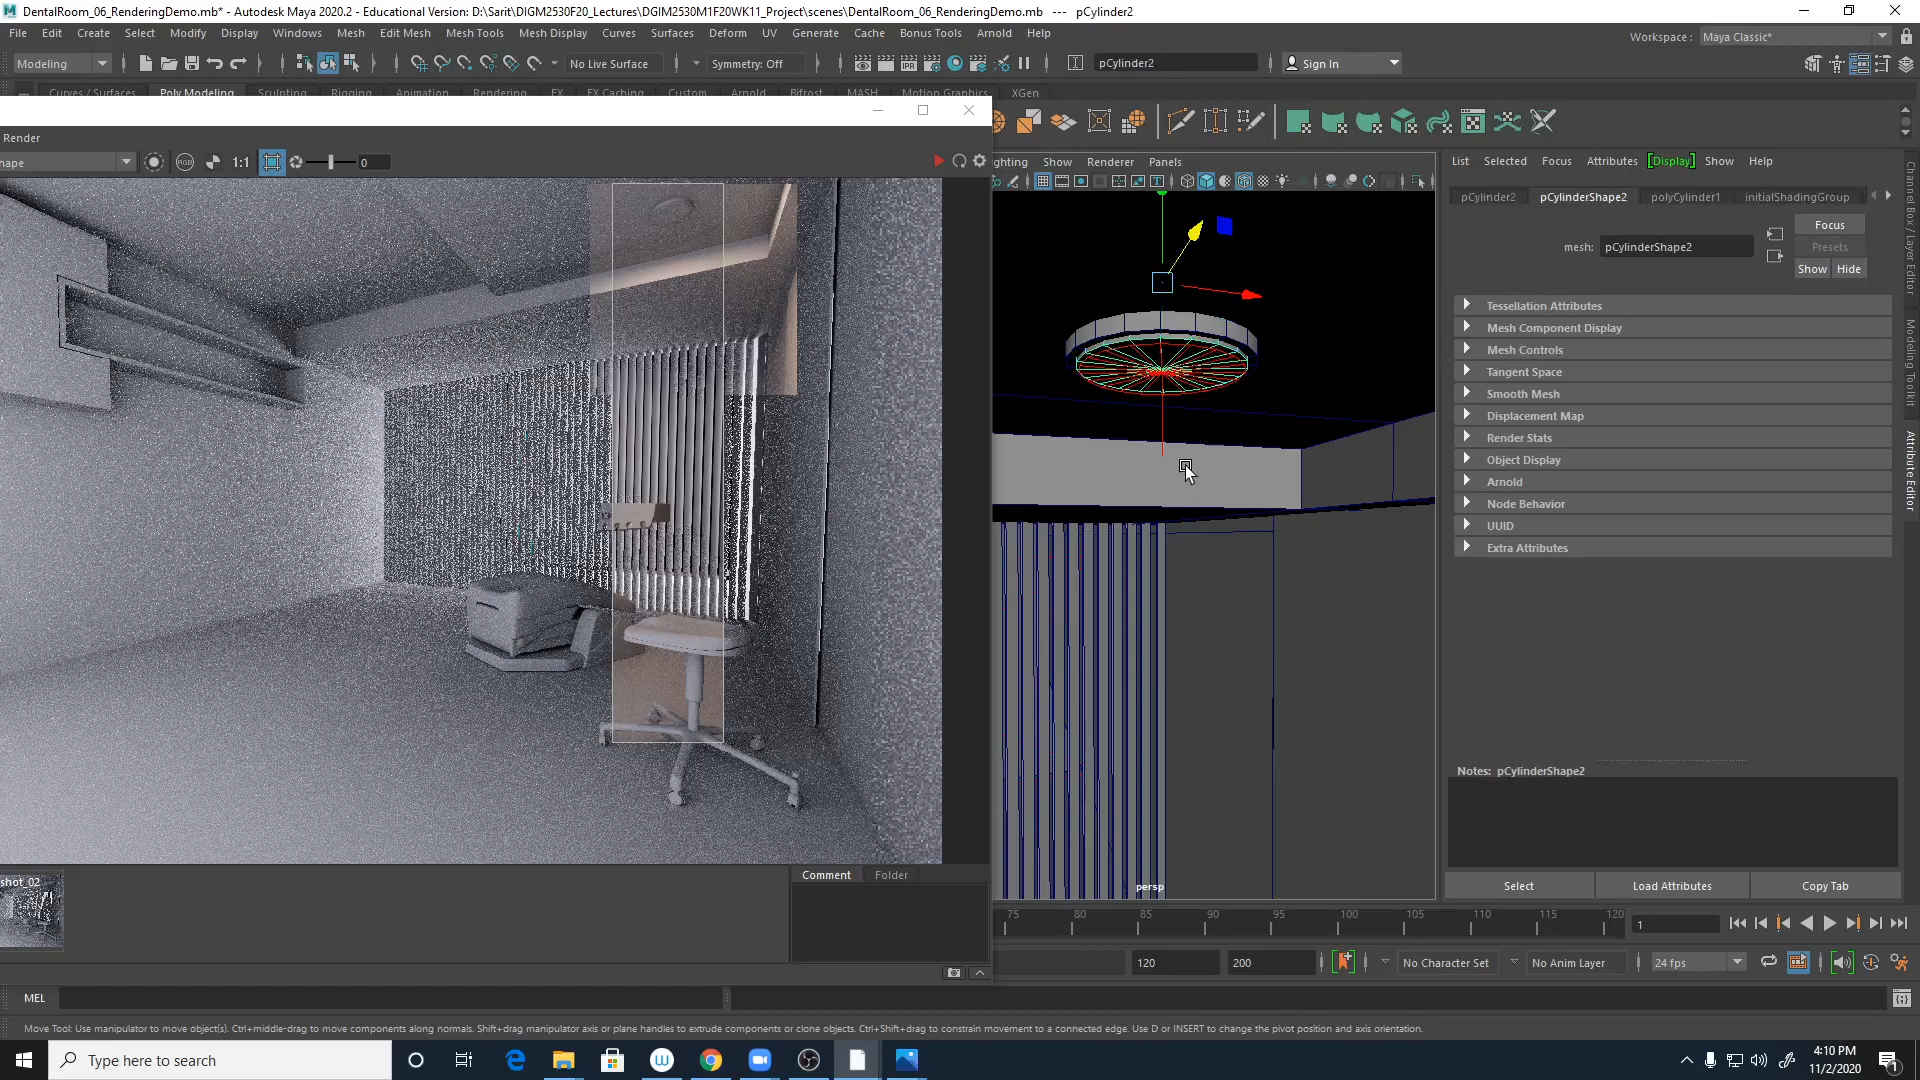 DentalRoom_06_RenderingDemo.mb* - Autodesk Maya 2020.2 - Educational Version: D:\Sarit\DIGM2530F20_Lectures\DGIM2530M1F20WK11_Project\scenes\DentalRoom_06_RenderingDemo.mb --- pCylinder2
File Edit Create Select Modify Display Windows Mesh Edit Mesh Mesh Tools Mesh Display Curves Surfaces Deform UV Generate Cache Bonus Tools Arnold Help
Workspace : Maya Classic*
Modeling No Live Surface Symmetry: Off pCylinder2 Sign In
Curves / Surfaces Poly Modeling Sculpting Rigging Animation Rendering FX FX Caching Custom Arnold Bifrost MASH Motion Graphics XGen
Render
hape 1:1 0
ghting Show Renderer Panels
List Selected Focus Attributes [Display] Show Help
pCylinder2 pCylinderShape2 polyCylinder1 initialShadingGroup
Focus
mesh: pCylinderShape2
Presets
Show Hide
Tessellation Attributes
Mesh Component Display
Mesh Controls
Tangent Space
Smooth Mesh
Displacement Map
Render Stats
Object Display
Arnold
Node Behavior
UUID
Extra Attributes
Notes: pCylinderShape2
Select Load Attributes Copy Tab
Channel Box / Layer Editor
Modeling Toolkit
Attribute Editor
persp
shot_02
Comment Folder
75 80 85 90 95 100 105 110 115 120
1
120 200 No Character Set No Anim Layer 24 fps
MEL
Move Tool: Use manipulator to move object(s). Ctrl+middle-drag to move components along normals. Shift+drag manipulator axis or plane handles to extrude components or clone objects. Ctrl+Shift+drag to constrain movement to a connected edge. Use D or INSERT to change the pivot position and axis orientation.
Type here to search
4:10 PM
11/2/2020